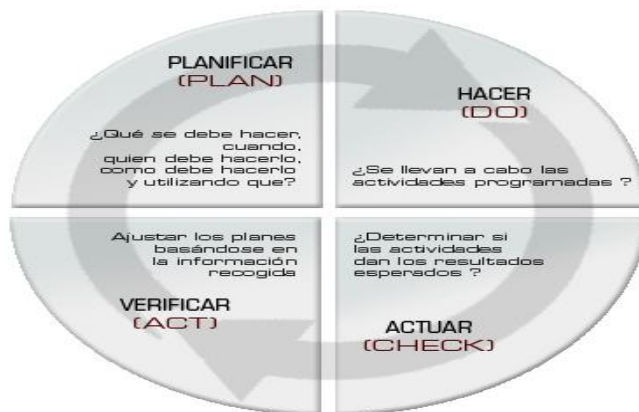 PLANIFICAR
(PLAN)
¿Qué se debe hacer,
cuando,
quien debe hacerlo,
como debe hacerlo
y utilizando que?
HACER
(DO)
¿Se llevan a cabo las
actividades programadas ?
Ajustar los planes
basándose en
la información
recogida
VERIFICAR
(ACT)
¿Determinar si
las actividades
dan los resultados
esperados ?
ACTUAR
(CHECK)